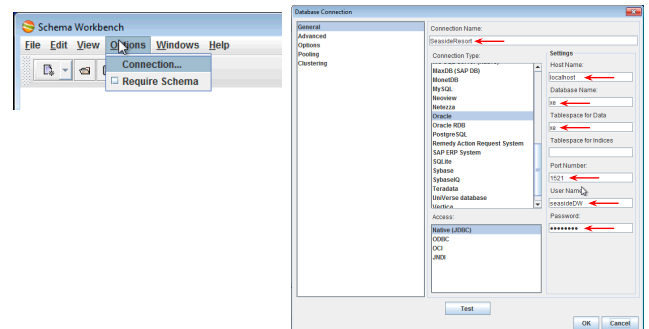 Schema Workbench
File Edit View Options Windows Help
Connection...
Require Schema
Database Connection
General
Advanced
Options
Pooling
Clustering
Connection Name:
SeasideResort
Connection Type:
MaxDB (SAP DB)
MonetDB
MySQL
Neoview
Netezza
Oracle
Oracle RDB
PostgreSQL
Remedy Action Request System
SAP ERP System
SQLite
Sybase
SybaseIQ
Teradata
UniVerse database
Vertica
Access:
Native (JDBC)
ODBC
OCI
JNDI
Settings
Host Name:
localhost
Database Name:
xe
Tablespace for Data
xe
Tablespace for Indices
Port Number:
1521
User Name:
seasideDW
Password:
********
Test
OK Cancel